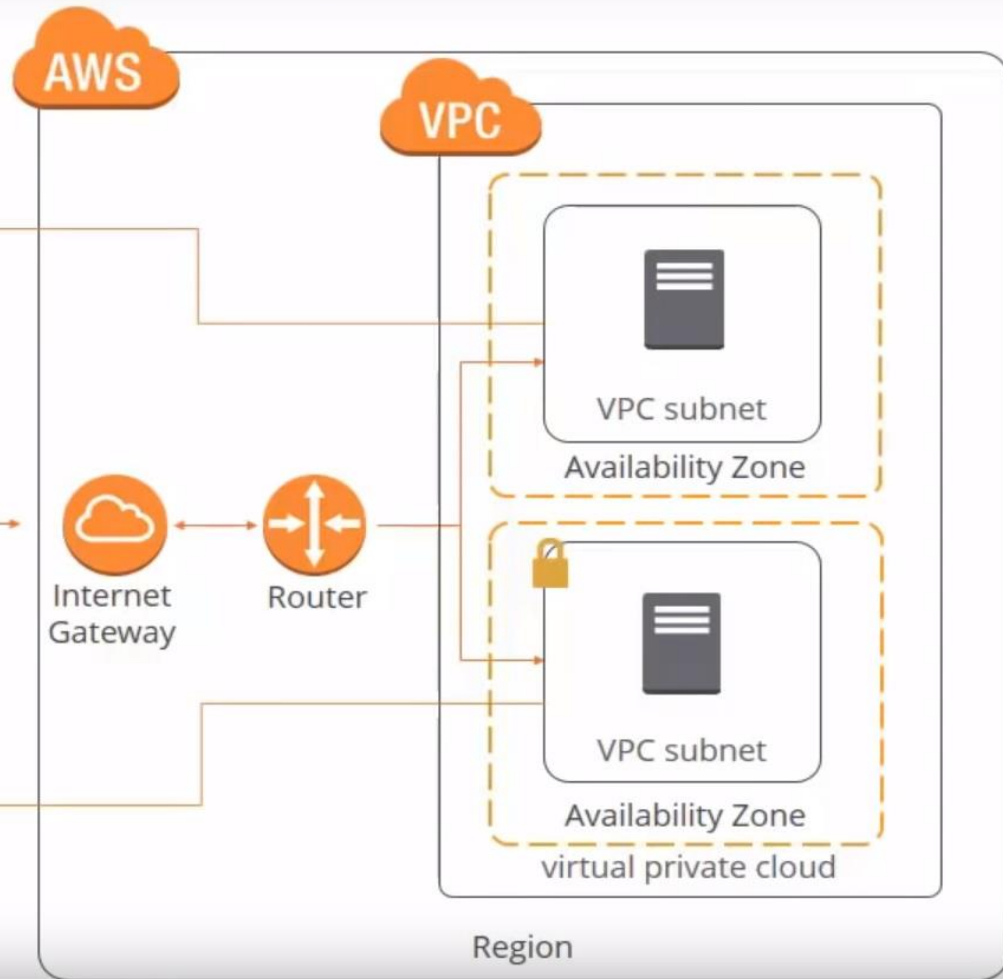 AWS
VPC
VPC subnet
Availability Zone
Internet
Gateway
Router
VPC subnet
Availability Zone
virtual private cloud
Region